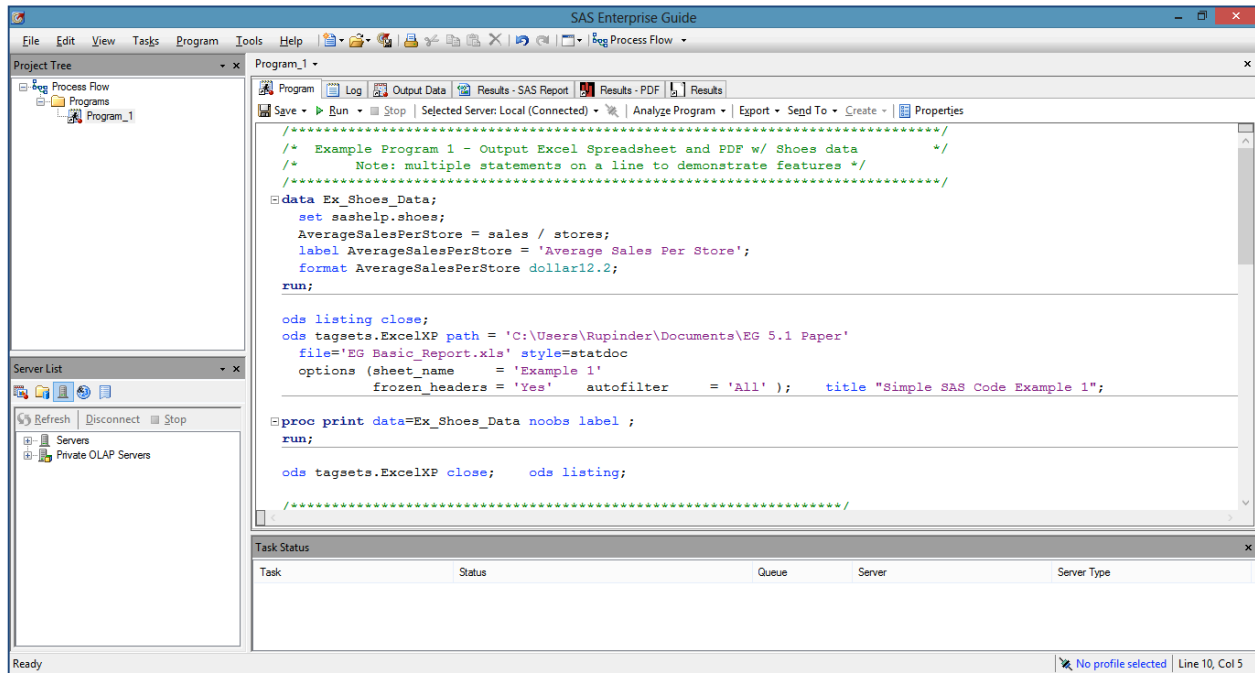 SAS Enterprise Guide
File Edit View Tasks Program Tools Help Process Flow
Project Tree
Process Flow
Programs
Program_1
Server List
Refresh Disconnect Stop
Servers
Private OLAP Servers
Program_1
Program Log Output Data Results - SAS Report Results - PDF Results
Save Run Stop Selected Server: Local (Connected) Analyze Program Export Send To Create Properties
/*******************************************************************************/
/*  Example Program 1 - Output Excel Spreadsheet and PDF w/ Shoes data         */
/*       Note: multiple statements on a line to demonstrate features */
/*******************************************************************************/
data Ex_Shoes_Data;
  set sashelp.shoes;
  AverageSalesPerStore = sales / stores;
  label AverageSalesPerStore = 'Average Sales Per Store';
  format AverageSalesPerStore dollar12.2;
run;
ods listing close;
ods tagsets.ExcelXP path = 'C:\Users\Rupinder\Documents\EG 5.1 Paper'
  file='EG Basic_Report.xls' style=statdoc
  options (sheet_name     = 'Example 1'
           frozen_headers = 'Yes'    autofilter     = 'All' );    title "Simple SAS Code Example 1";
proc print data=Ex_Shoes_Data noobs label ;
run;
ods tagsets.ExcelXP close;    ods listing;
/*******************************************************************/
Task Status
Task Status Queue Server Server Type
Ready
No profile selected Line 10, Col 5